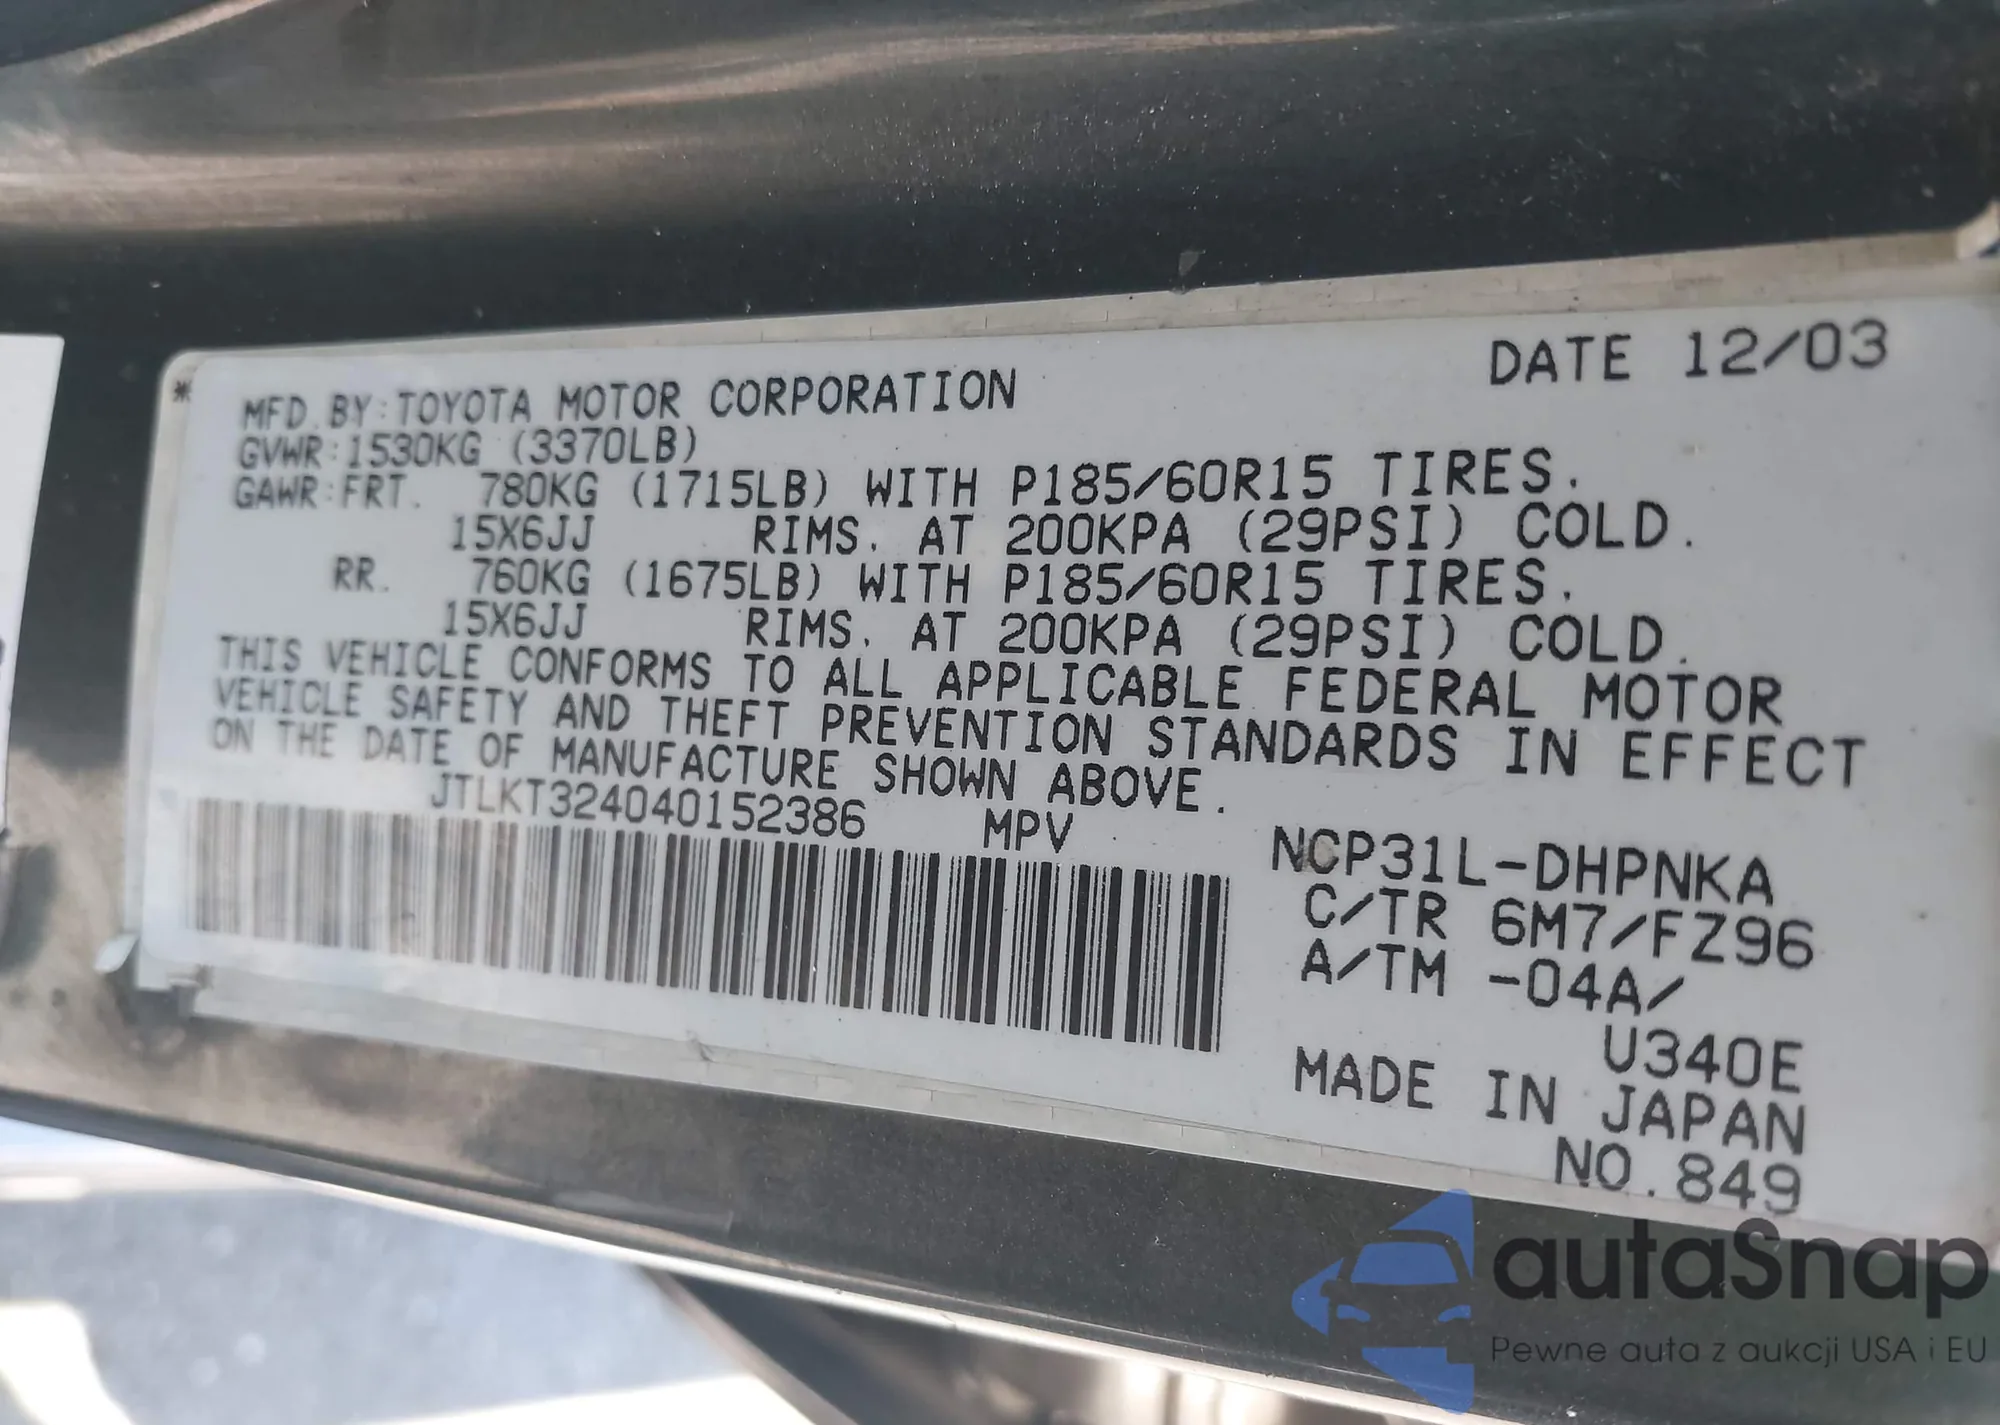 * MFD.BY:TOYOTA MOTOR CORPORATION DATE 12/03
GVWR:1530KG (3370LB)
GAWR:FRT. 780KG (1715LB) WITH P185/60R15 TIRES.
15X6JJ RIMS. AT 200KPA (29PSI) COLD.
RR. 760KG (1675LB) WITH P185/60R15 TIRES.
15X6JJ RIMS. AT 200KPA (29PSI) COLD.
THIS VEHICLE CONFORMS TO ALL APPLICABLE FEDERAL MOTOR
VEHICLE SAFETY AND THEFT PREVENTION STANDARDS IN EFFECT
ON THE DATE OF MANUFACTURE SHOWN ABOVE.
JTLKT324040152386 MPV
NCP31L-DHPNKA
C/TR 6M7/FZ96
A/TM -04A/
U340E
MADE IN JAPAN
NO.849
autaSnap
Pewne auta z aukcji USA i EU